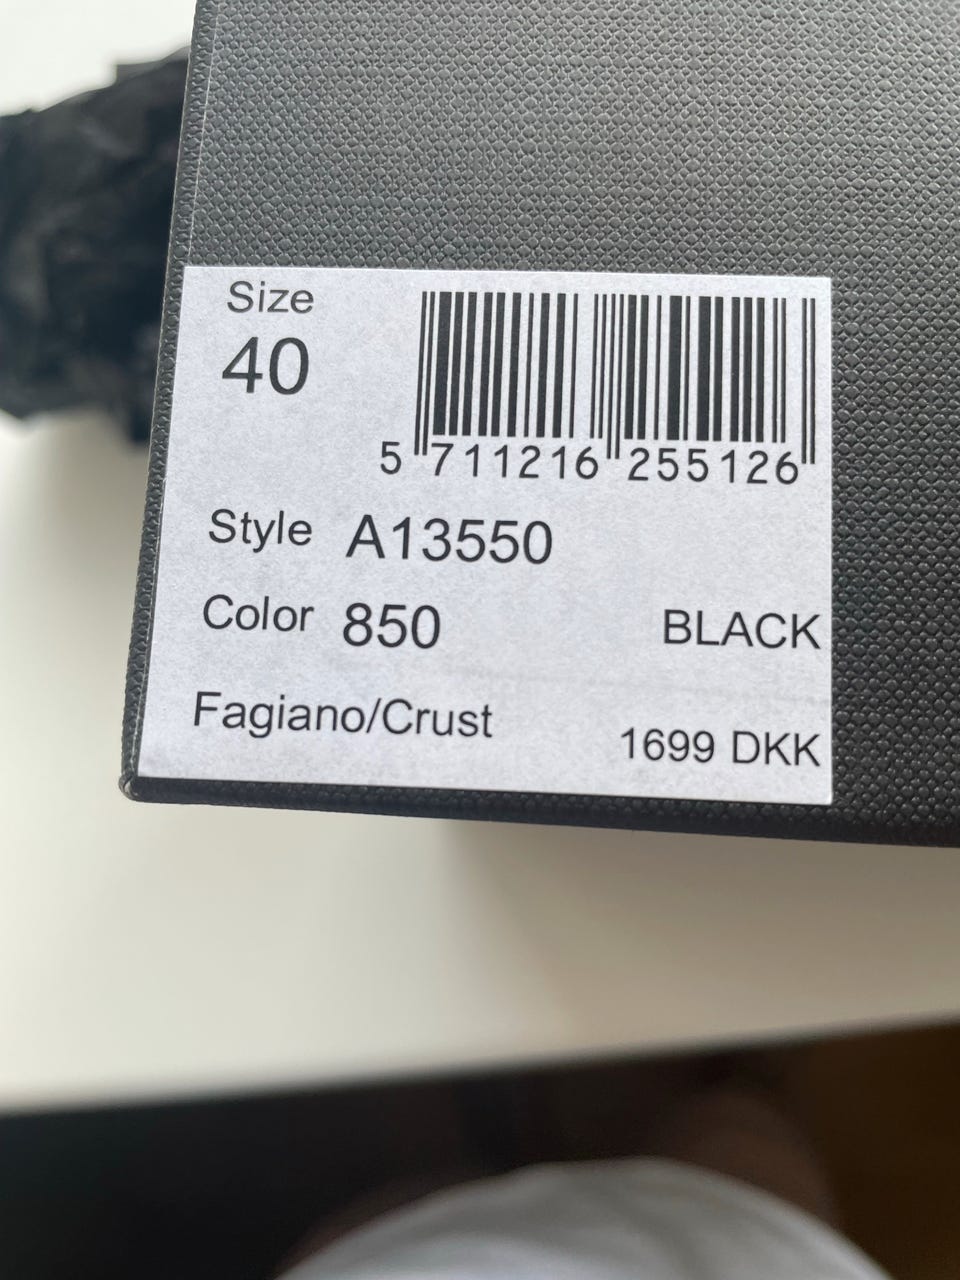 Size
40
5 711216 255126
Style A13550
Color 850 BLACK
Fagiano/Crust 1699 DKK